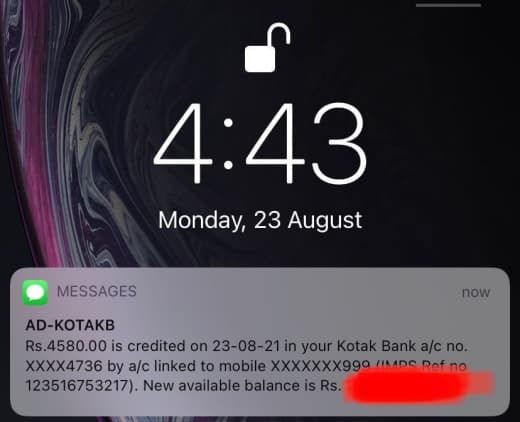 4:43
Monday, 23 August
MESSAGES
now
AD-KOTAKB
Rs.4580.00 is credited on 23-08-21 in your Kotak Bank a/c no.
XXXX4736 by a/c linked to mobile XXXXXXX999 (IMPS Ref no
123516753217). New available balance is Rs.